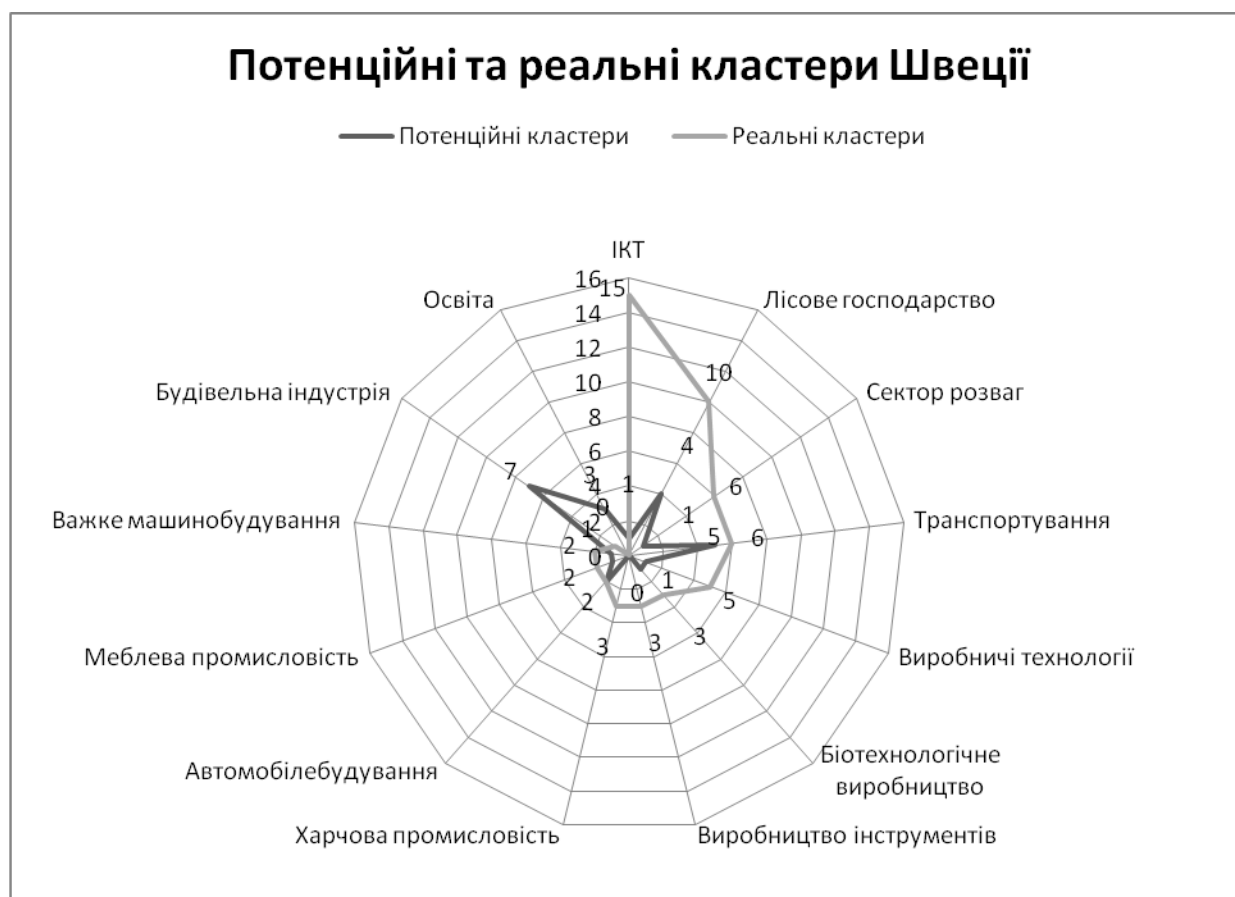 Потенційні та реальні кластери Швеції
Потенційні кластери Реальні кластери
ІКТ
16
15
Освіта
Лісове господарство
14
12
10
10
Будівельна індустрія
Сектор розваг
8
6
4
7
3
6
4
1
1
0
2
1
5
6
Важке машинобудування
Транспортування
2
0
2
1
5
2
0
3
3
3
Меблева промисловість
Виробничі технології
Автомобілебудування
Біотехнологічне
виробництво
Харчова промисловість
Виробництво інструментів